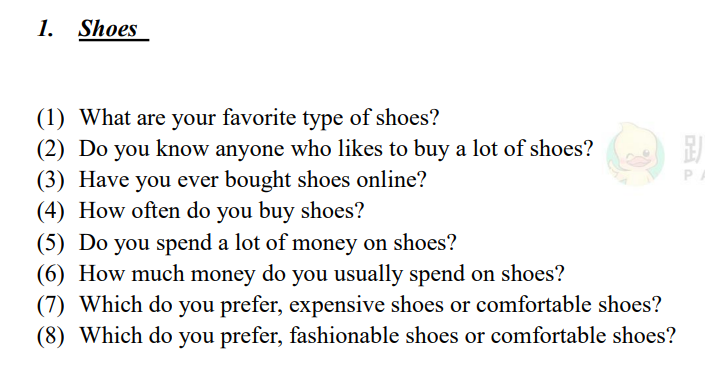 1. Shoes
(1) What are your favorite type of shoes?
(2) Do you know anyone who likes to buy a lot of shoes?
(3) Have you ever bought shoes online?
(4) How often do you buy shoes?
(5) Do you spend a lot of money on shoes?
(6) How much money do you usually spend on shoes?
(7) Which do you prefer, expensive shoes or comfortable shoes?
(8) Which do you prefer, fashionable shoes or comfortable shoes?